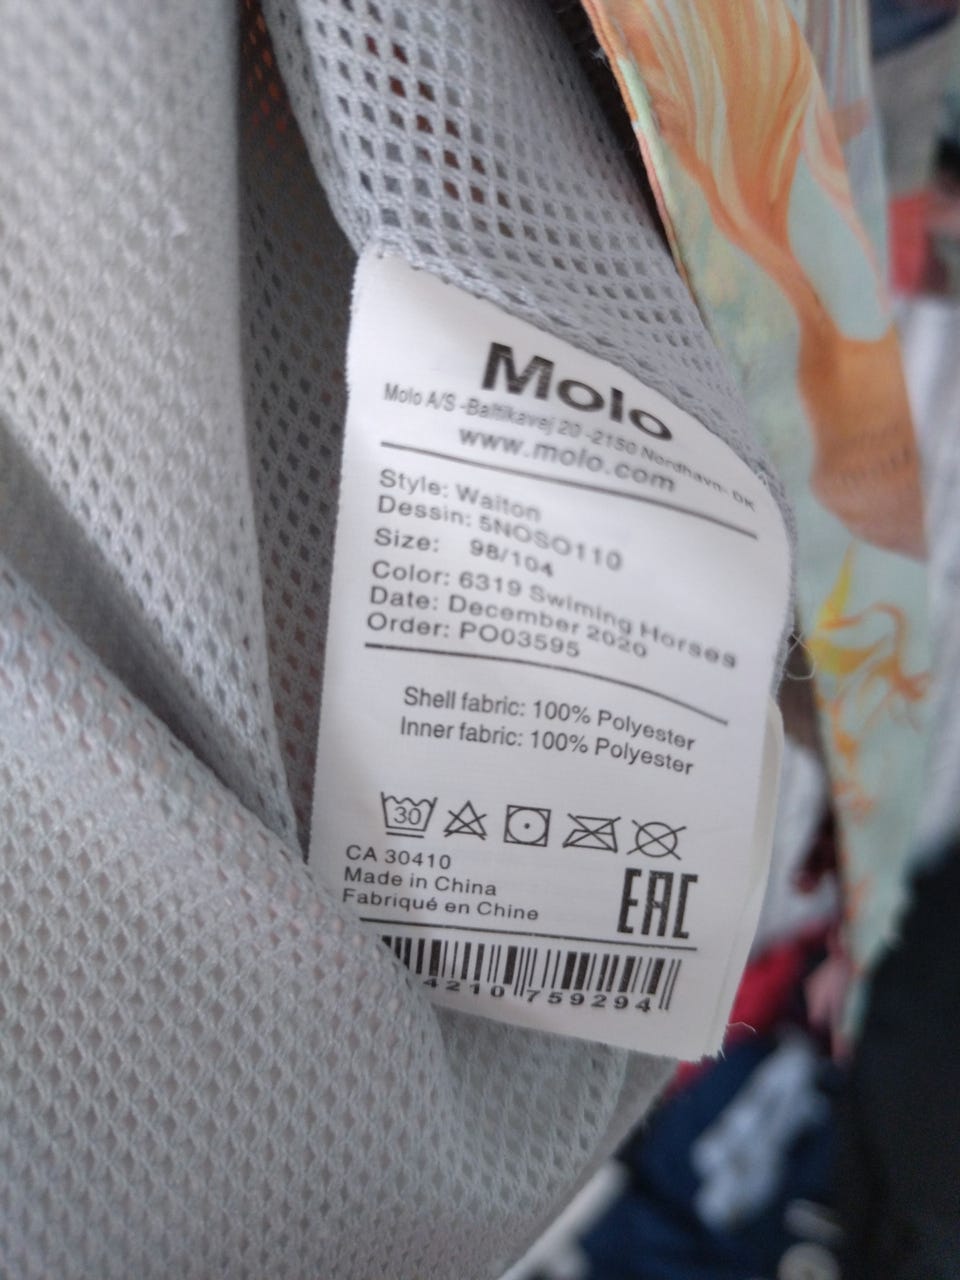 Molo
Molo A/S -Baltikavej 20 -2150 Nordhavn- DK
www.molo.com
Style: Walton
Dessin: 5NOSO110
Size: 98/104
Color: 6319 Swiming Horses
Date: December 2020
Order: PO03595
Shell fabric: 100% Polyester
Inner fabric: 100% Polyester
30
CA 30410
Made in China
Fabriqué en Chine
EAC
4210 759294